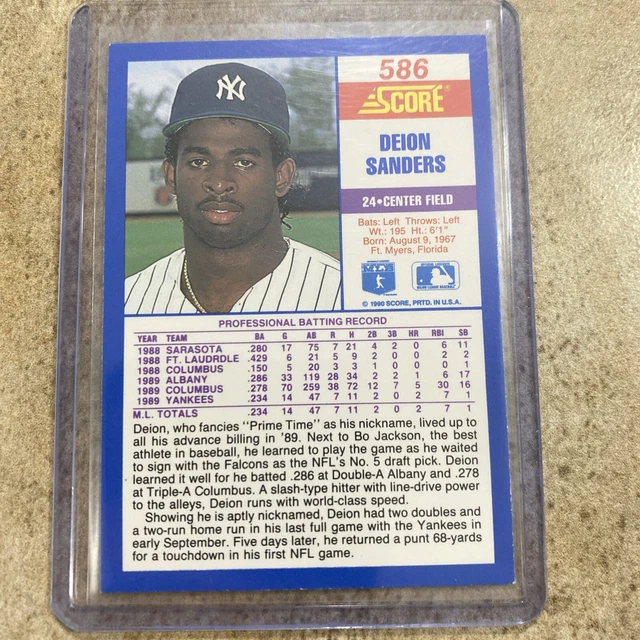 NY
586
SCORE
DEION
SANDERS
24•CENTER FIELD
Bats: Left Throws: Left
Wt.: 195 Ht.: 6'1"
Born: August 9, 1967
Ft. Myers, Florida
© 1990 SCORE, PRTD. IN U.S.A.
PROFESSIONAL BATTING RECORD
YEAR TEAM BA G AB R H 2B 3B HR RBI SB
1988 SARASOTA .280 17 75 7 21 4 2 0 6 11
1988 FT. LAUDRDLE .429 6 21 5 9 2 0 0 2 2
1988 COLUMBUS .150 5 20 3 3 1 0 0 0 1
1989 ALBANY .286 33 119 28 34 2 2 1 6 17
1989 COLUMBUS .278 70 259 38 72 12 7 5 30 16
1989 YANKEES .234 14 47 7 11 2 0 2 7 1
M.L. TOTALS .234 14 47 7 11 2 0 2 7 1
Deion, who fancies "Prime Time" as his nickname, lived up to
all his advance billing in '89. Next to Bo Jackson, the best
athlete in baseball, he learned to play the game as he waited
to sign with the Falcons as the NFL's No. 5 draft pick. Deion
learned it well for he batted .286 at Double-A Albany and .278
at Triple-A Columbus. A slash-type hitter with line-drive power
to the alleys, Deion runs with world-class speed.
Showing he is aptly nicknamed, Deion had two doubles and
a two-run home run in his last full game with the Yankees in
early September. Five days later, he returned a punt 68-yards
for a touchdown in his first NFL game.